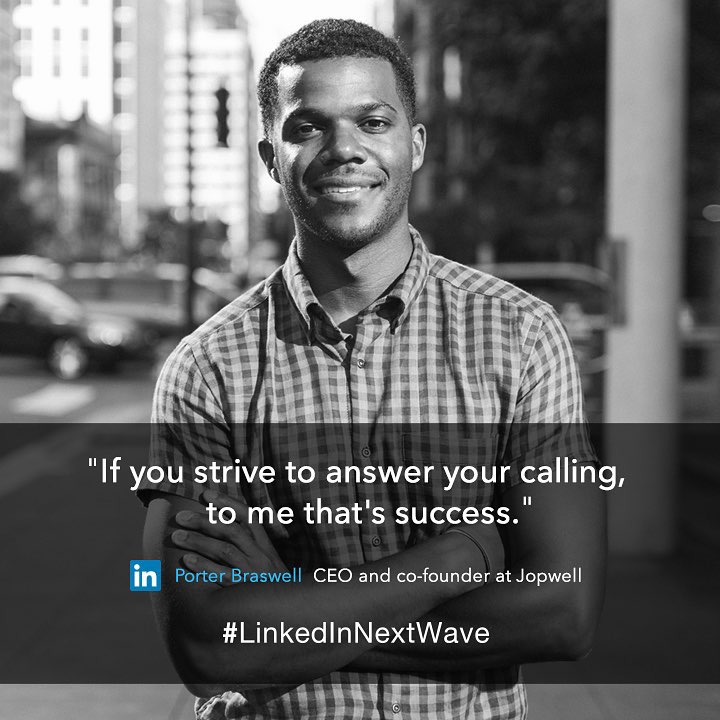 "If you strive to answer your calling,
to me that's success."
in Porter Braswell CEO and co-founder at Jopwell
#LinkedInNextWave